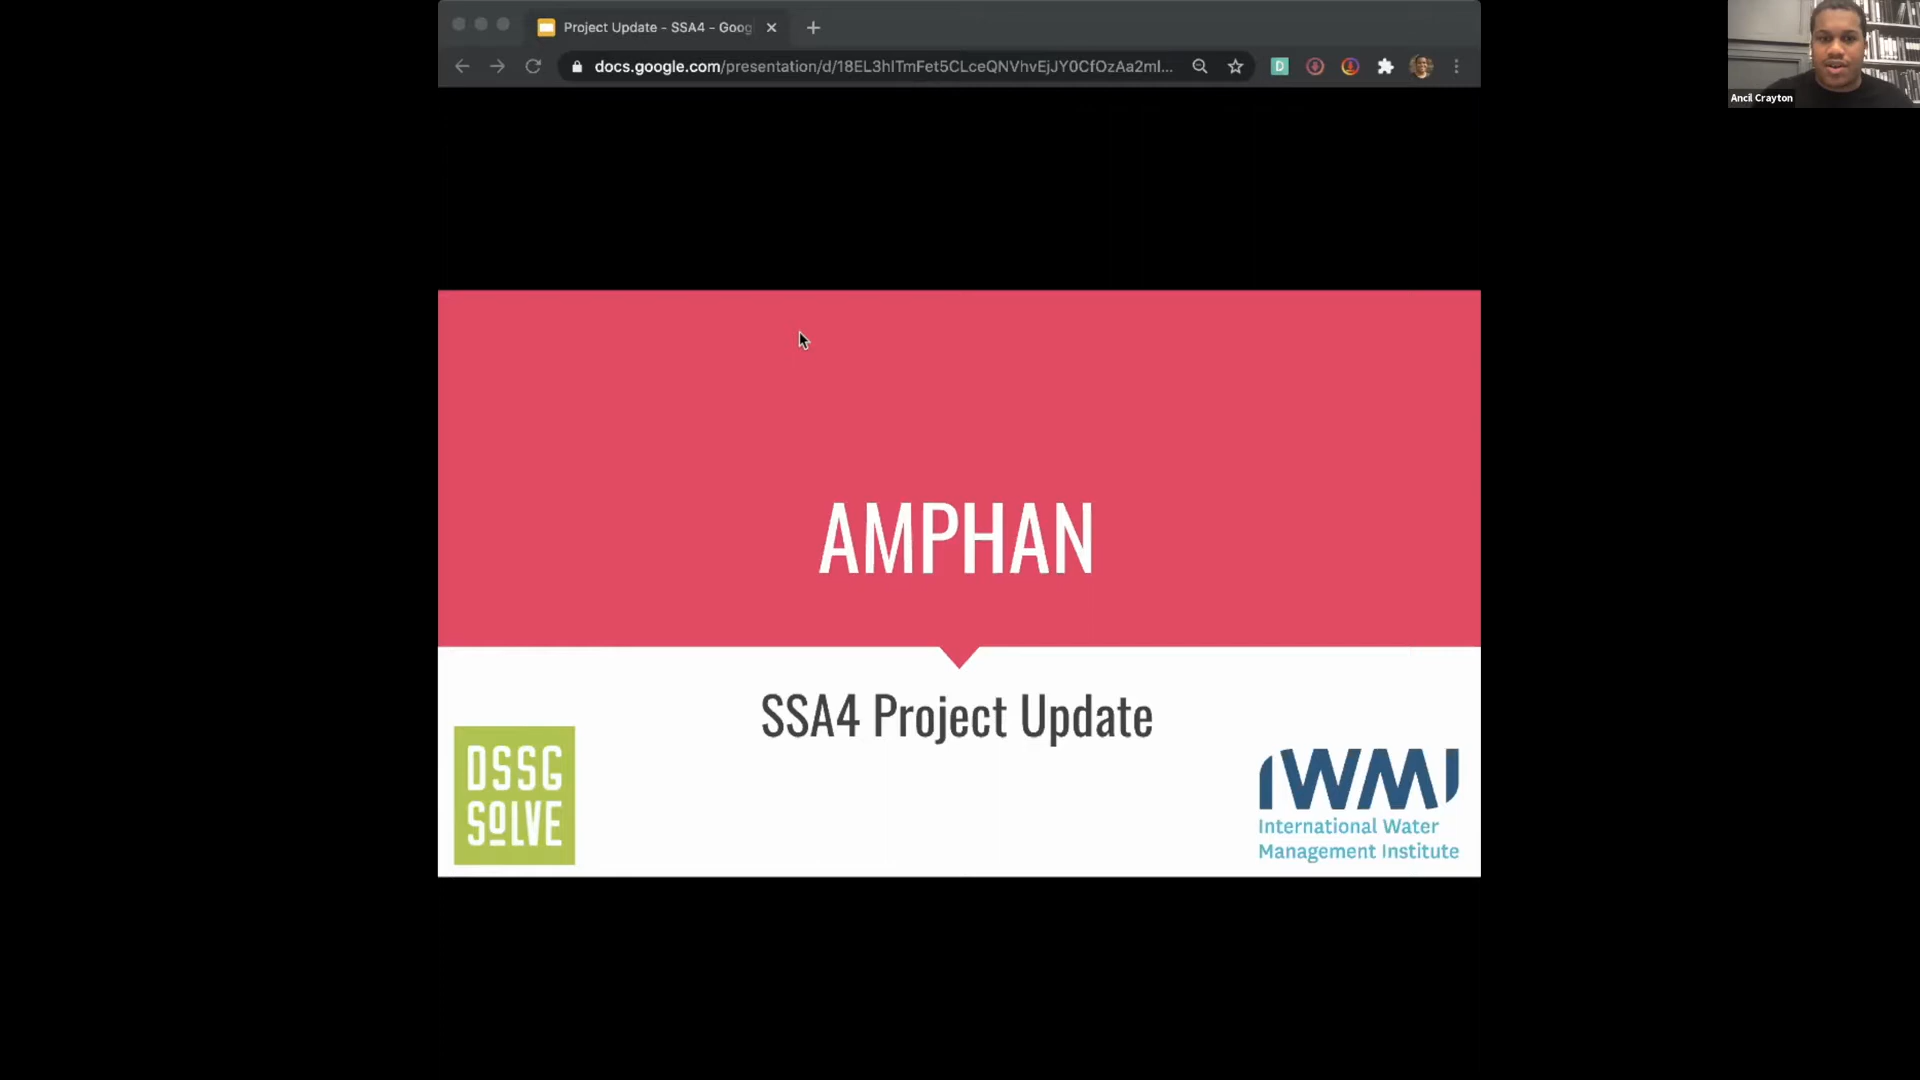 Project Update - SSA4 - Goog
docs.google.com/presentation/d/18EL3hITmFet5CLceQNVhvEjJY0CfOzAa2mI...
D
Ancil Crayton
AMPHAN
SSA4 Project Update
DSSG
SOLVE
IWMI
International Water
Management Institute